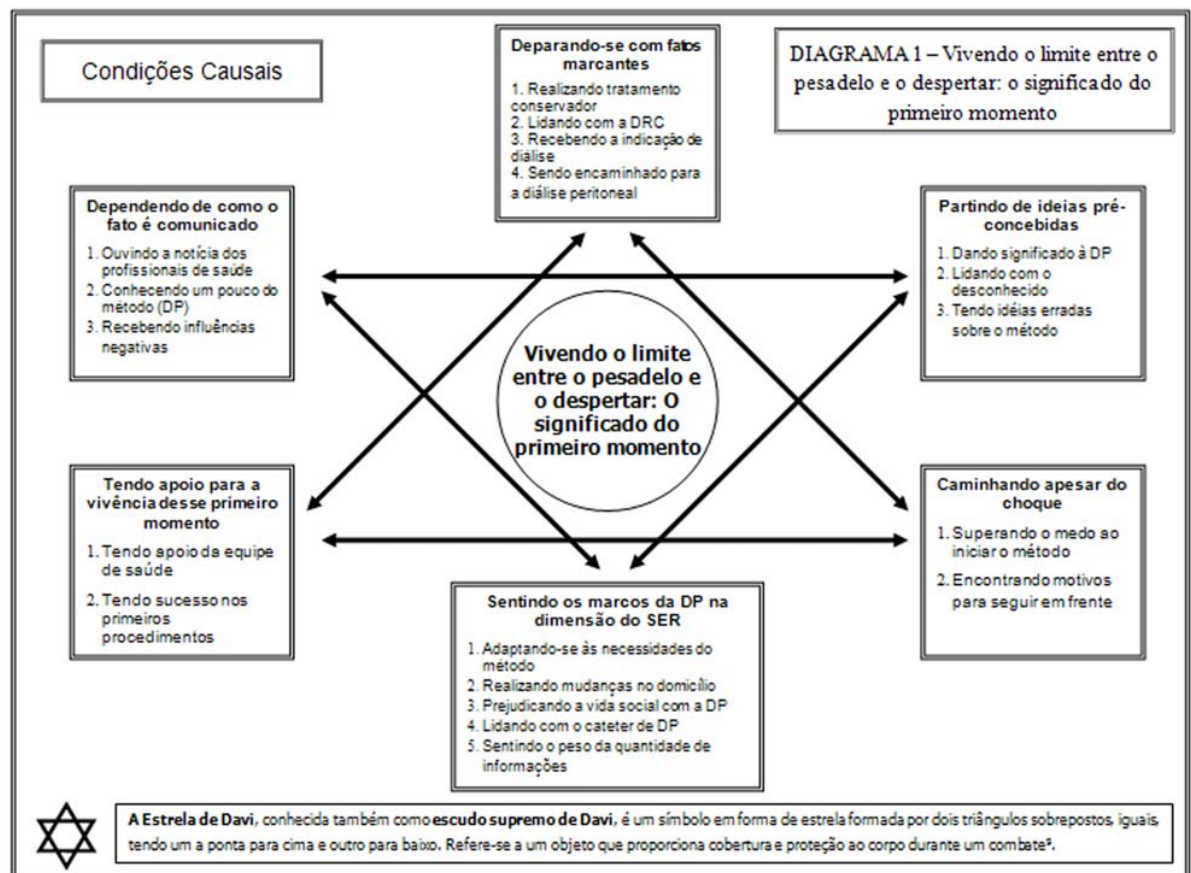 Condições Causais
Deparando-se com fatos
marcantes
1. Realizando tratamento
conservador
2. Lidando com a DRC
3. Recebendo a indicação de
diálise
4. Sendo encaminhado para
a diálise peritoneal
DIAGRAMA 1 – Vivendo o limite entre o
pesadelo e o despertar: o significado do
primeiro momento
Dependendo de como o
fato é comunicado
1. Ouvindo a notícia dos
profissionais de saúde
2. Conhecendo um pouco do
método (DP)
3. Recebendo influências
negativas
Partindo de ideias pré-
concebidas
1. Dando significado à DP
2. Lidando com o
desconhecido
3. Tendo idéias erradas
sobre o método
Vivendo o limite
entre o pesadelo e
o despertar: O
significado do
primeiro momento
Tendo apoio para a
vivência desse primeiro
momento
1. Tendo apoio da equipe
de saúde
2. Tendo sucesso nos
primeiros
procedimentos
Sentindo os marcos da DP na
dimensão do SER
1. Adaptando-se às necessidades do
método
2. Realizando mudanças no domicílio
3. Prejudicando a vida social com a DP
4. Lidando com o cateter de DP
5. Sentindo o peso da quantidade de
informações
Caminhando apesar do
choque
1. Superando o medo ao
iniciar o método
2. Encontrando motivos
para seguir em frente
A Estrela de Davi, conhecida também como escudo supremo de Davi, é um símbolo em forma de estrela formada por dois triângulos sobrepostos, iguais,
tendo um a ponta para cima e outro para baixo. Refere-se a um objeto que proporciona cobertura e proteção ao corpo durante um combate⁹.